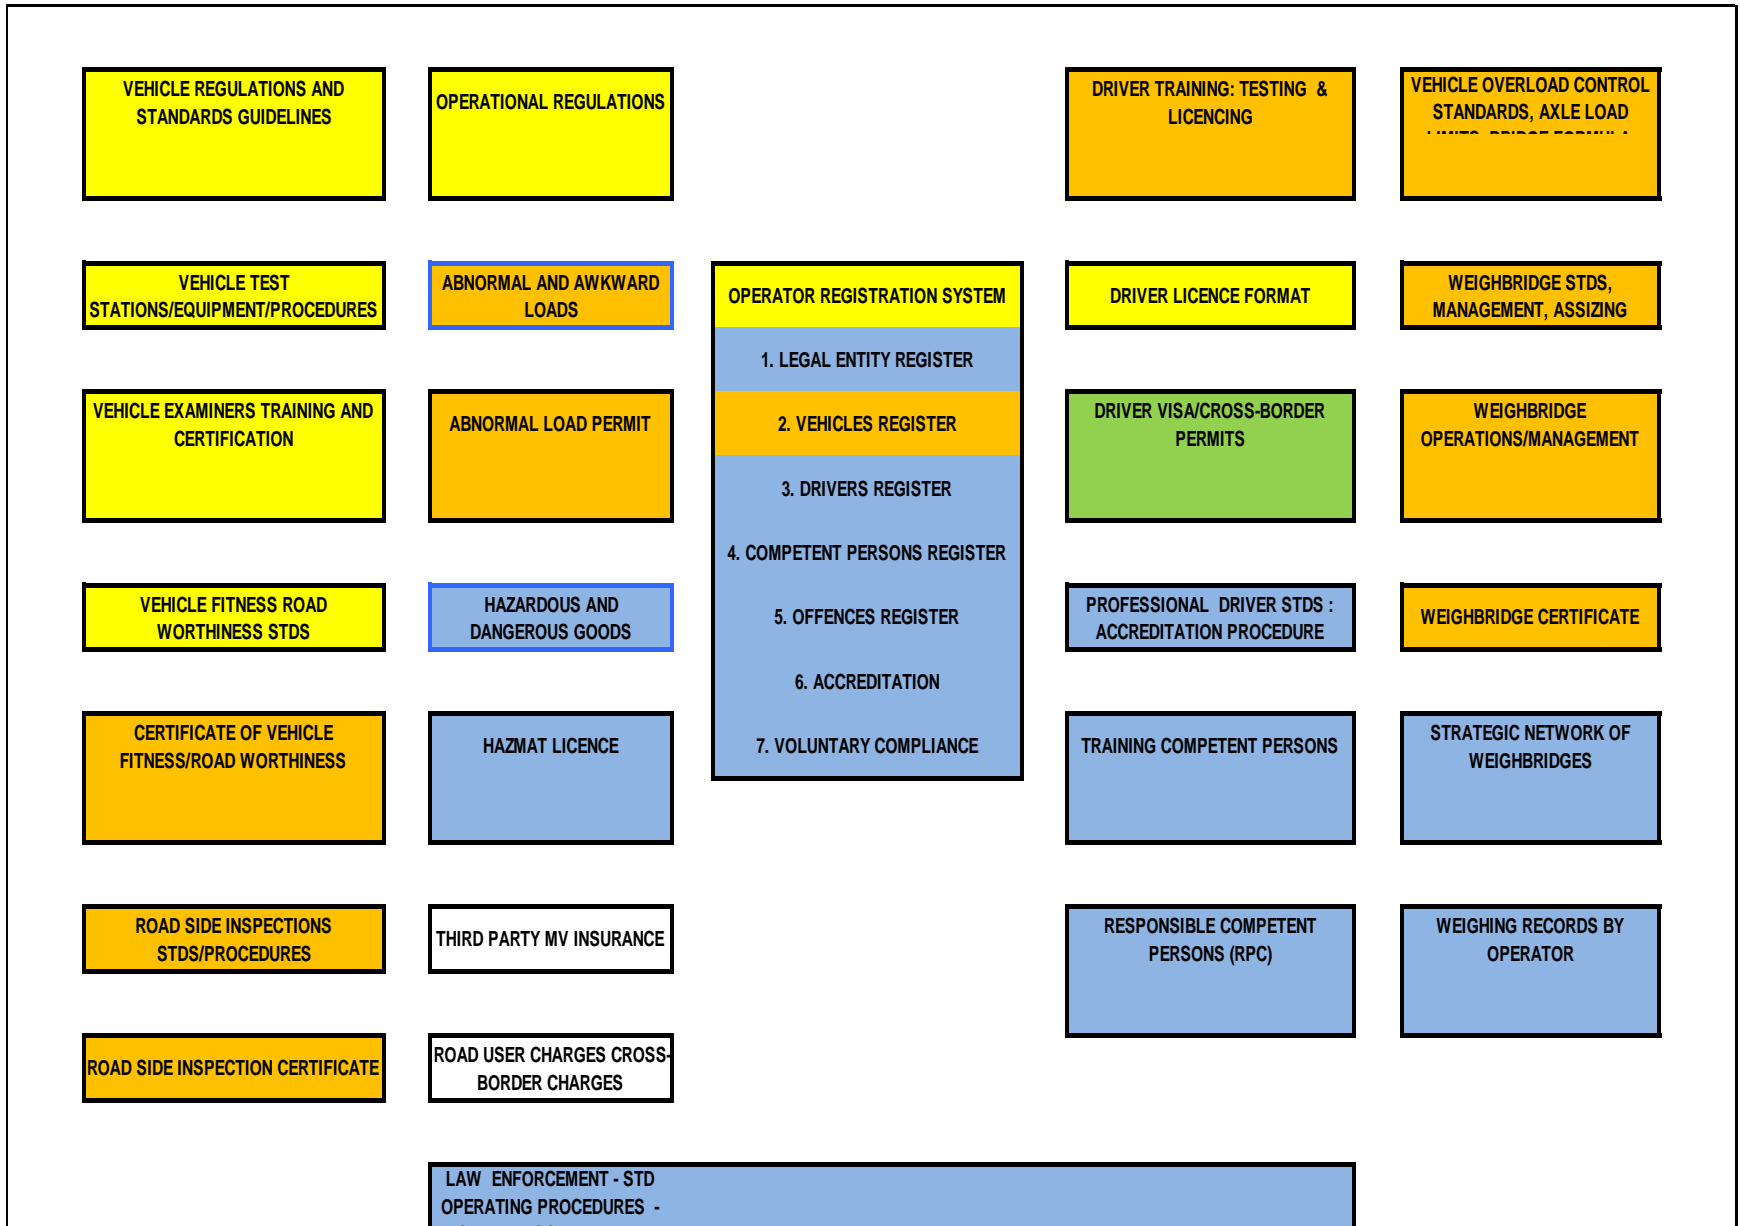 VEHICLE REGULATIONS AND
STANDARDS GUIDELINES
OPERATIONAL REGULATIONS
DRIVER TRAINING: TESTING &
LICENCING
VEHICLE OVERLOAD CONTROL
STANDARDS, AXLE LOAD
VEHICLE TEST
STATIONS/EQUIPMENT/PROCEDURES
ABNORMAL AND AWKWARD
LOADS
OPERATOR REGISTRATION SYSTEM
DRIVER LICENCE FORMAT
WEIGHBRIDGE STDS,
MANAGEMENT, ASSIZING
1. LEGAL ENTITY REGISTER
VEHICLE EXAMINERS TRAINING AND
CERTIFICATION
ABNORMAL LOAD PERMIT
2. VEHICLES REGISTER
DRIVER VISA/CROSS-BORDER
PERMITS
WEIGHBRIDGE
OPERATIONS/MANAGEMENT
3. DRIVERS REGISTER
4. COMPETENT PERSONS REGISTER
VEHICLE FITNESS ROAD
WORTHINESS STDS
HAZARDOUS AND
DANGEROUS GOODS
5. OFFENCES REGISTER
PROFESSIONAL DRIVER STDS :
ACCREDITATION PROCEDURE
WEIGHBRIDGE CERTIFICATE
6. ACCREDITATION
CERTIFICATE OF VEHICLE
FITNESS/ROAD WORTHINESS
HAZMAT LICENCE
7. VOLUNTARY COMPLIANCE
TRAINING COMPETENT PERSONS
STRATEGIC NETWORK OF
WEIGHBRIDGES
ROAD SIDE INSPECTIONS
STDS/PROCEDURES
THIRD PARTY MV INSURANCE
RESPONSIBLE COMPETENT
PERSONS (RPC)
WEIGHING RECORDS BY
OPERATOR
ROAD SIDE INSPECTION CERTIFICATE
ROAD USER CHARGES CROSS-
BORDER CHARGES
LAW ENFORCEMENT - STD
OPERATING PROCEDURES -